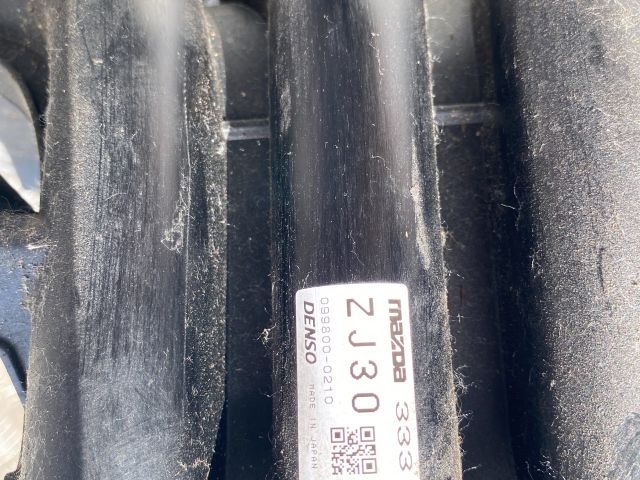 mazda 333
ZJ30
099800-0210
DENSO MADE IN JAPAN